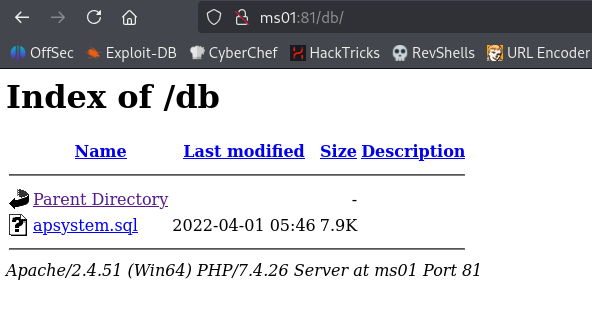 ms01:81/db/
OffSec Exploit-DB CyberChef HackTricks RevShells URL Encoder
Index of /db
Name Last modified Size Description
Parent Directory -
apsystem.sql 2022-04-01 05:46 7.9K
Apache/2.4.51 (Win64) PHP/7.4.26 Server at ms01 Port 81